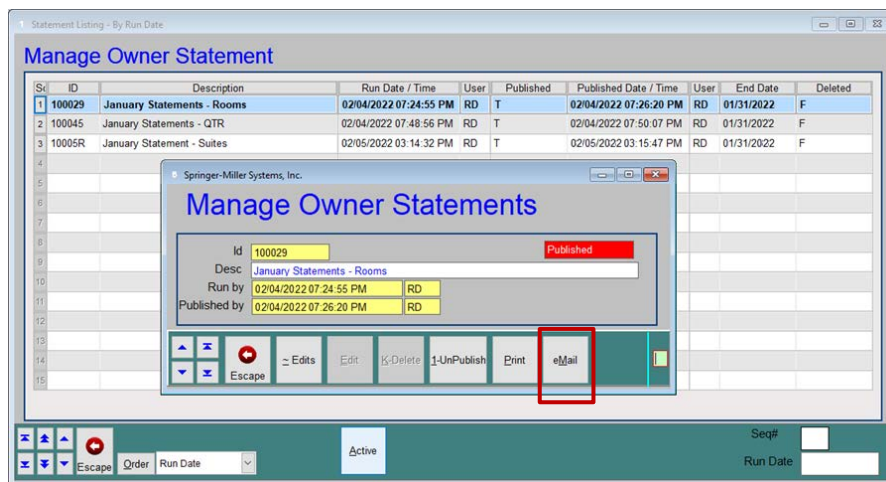 Statement Listing - By Run Date
Manage Owner Statement
ID Description Run Date / Time User Published Published Date / Time User End Date Deleted
1 100029 January Statements - Rooms 02/04/2022 07:24:55 PM RD T 02/04/2022 07:26:20 PM RD 01/31/2022 F
2 100045 January Statements - QTR 02/04/2022 07:48:56 PM RD T 02/04/2022 07:50:07 PM RD 01/31/2022 F
3 10005R January Statement - Suites 02/05/2022 03:14:32 PM RD T 02/05/2022 03:15:47 PM RD 01/31/2022 F
4
5
6
7
8
9
10
11
12
13
14
15
Springer-Miller Systems, Inc.
Manage Owner Statements
Id 100029 Published
Desc January Statements - Rooms
Run by 02/04/2022 07:24:55 PM RD
Published by 02/04/2022 07:26:20 PM RD
Escape ~ Edits Edit K-Delete 1-UnPublish Print eMail
Escape Order Run Date Active
Seq#
Run Date